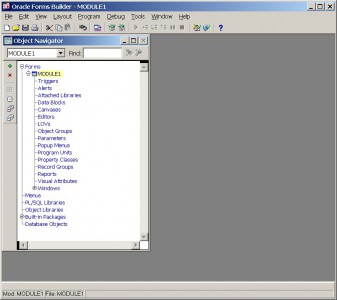 Oracle Forms Builder - MODULE1
File Edit View Layout Program Debug Tools Window Help
Object Navigator
MODULE1 Find:
Forms
MODULE1
Triggers
Alerts
Attached Libraries
Data Blocks
Canvases
Editors
LOVs
Object Groups
Parameters
Popup Menus
Program Units
Property Classes
Record Groups
Reports
Visual Attributes
Windows
Menus
PL/SQL Libraries
Object Libraries
Built-in Packages
Database Objects
Mod: MODULE1 File: MODULE1